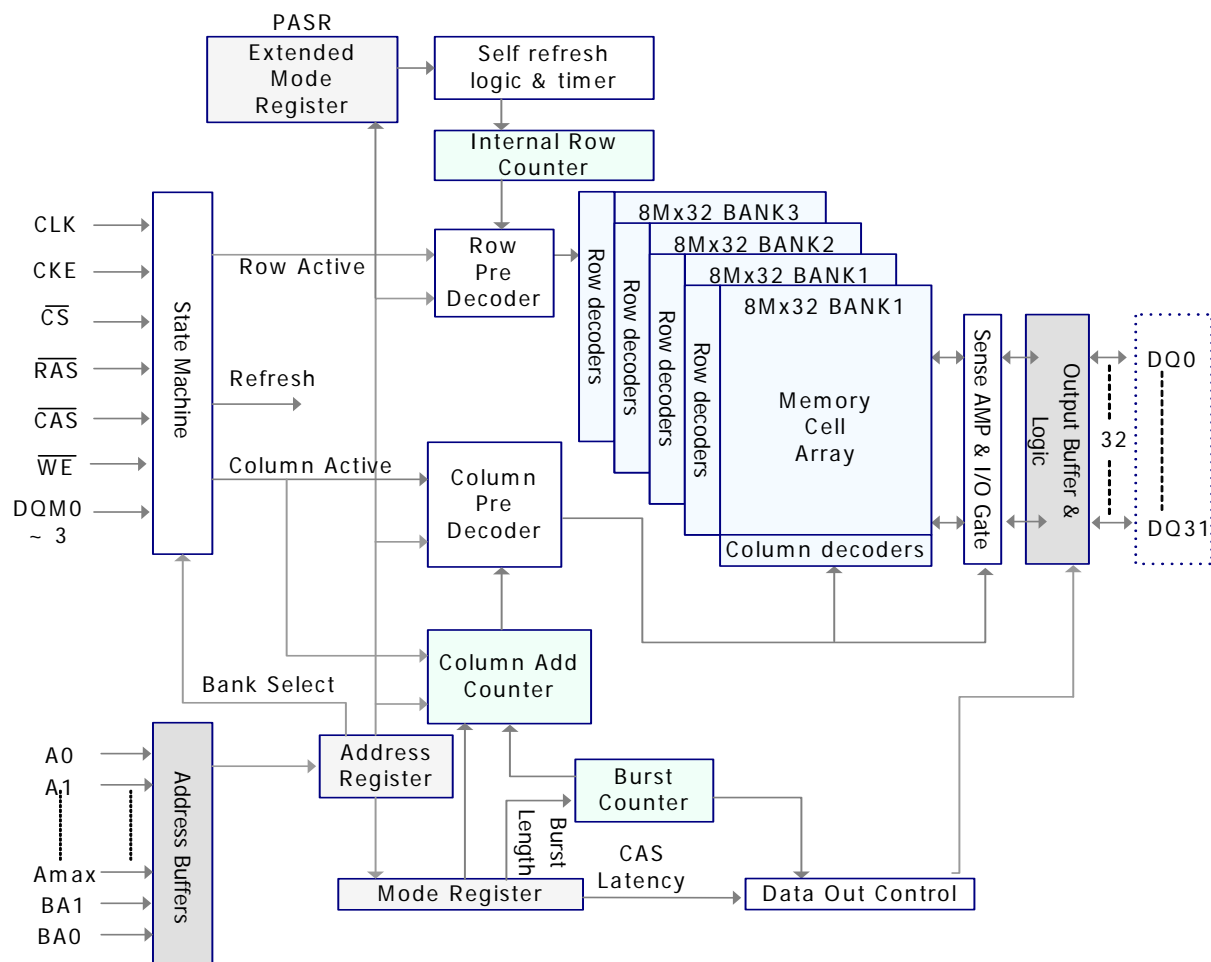 PASR
Extended
Mode
Register
Self refresh
logic & timer
Internal Row
Counter
CLK
CKE
CS
RAS
CAS
WE
DQM0
~ 3
State Machine
Row Active
Refresh
Column Active
Row
Pre
Decoder
Column
Pre
Decoder
Row decoders
Row decoders
Row decoders
Row decoders
8Mx32 BANK3
8Mx32 BANK2
8Mx32 BANK1
8Mx32 BANK1
Memory
Cell
Array
Column decoders
Sense AMP & I/O Gate
Output Buffer &
Logic
DQ0
32
DQ31
Column Add
Counter
Bank Select
A0
A1
Amax
BA1
BA0
Address Buffers
Address
Register
Burst
Counter
Burst
Length
CAS
Latency
Mode Register
Data Out Control